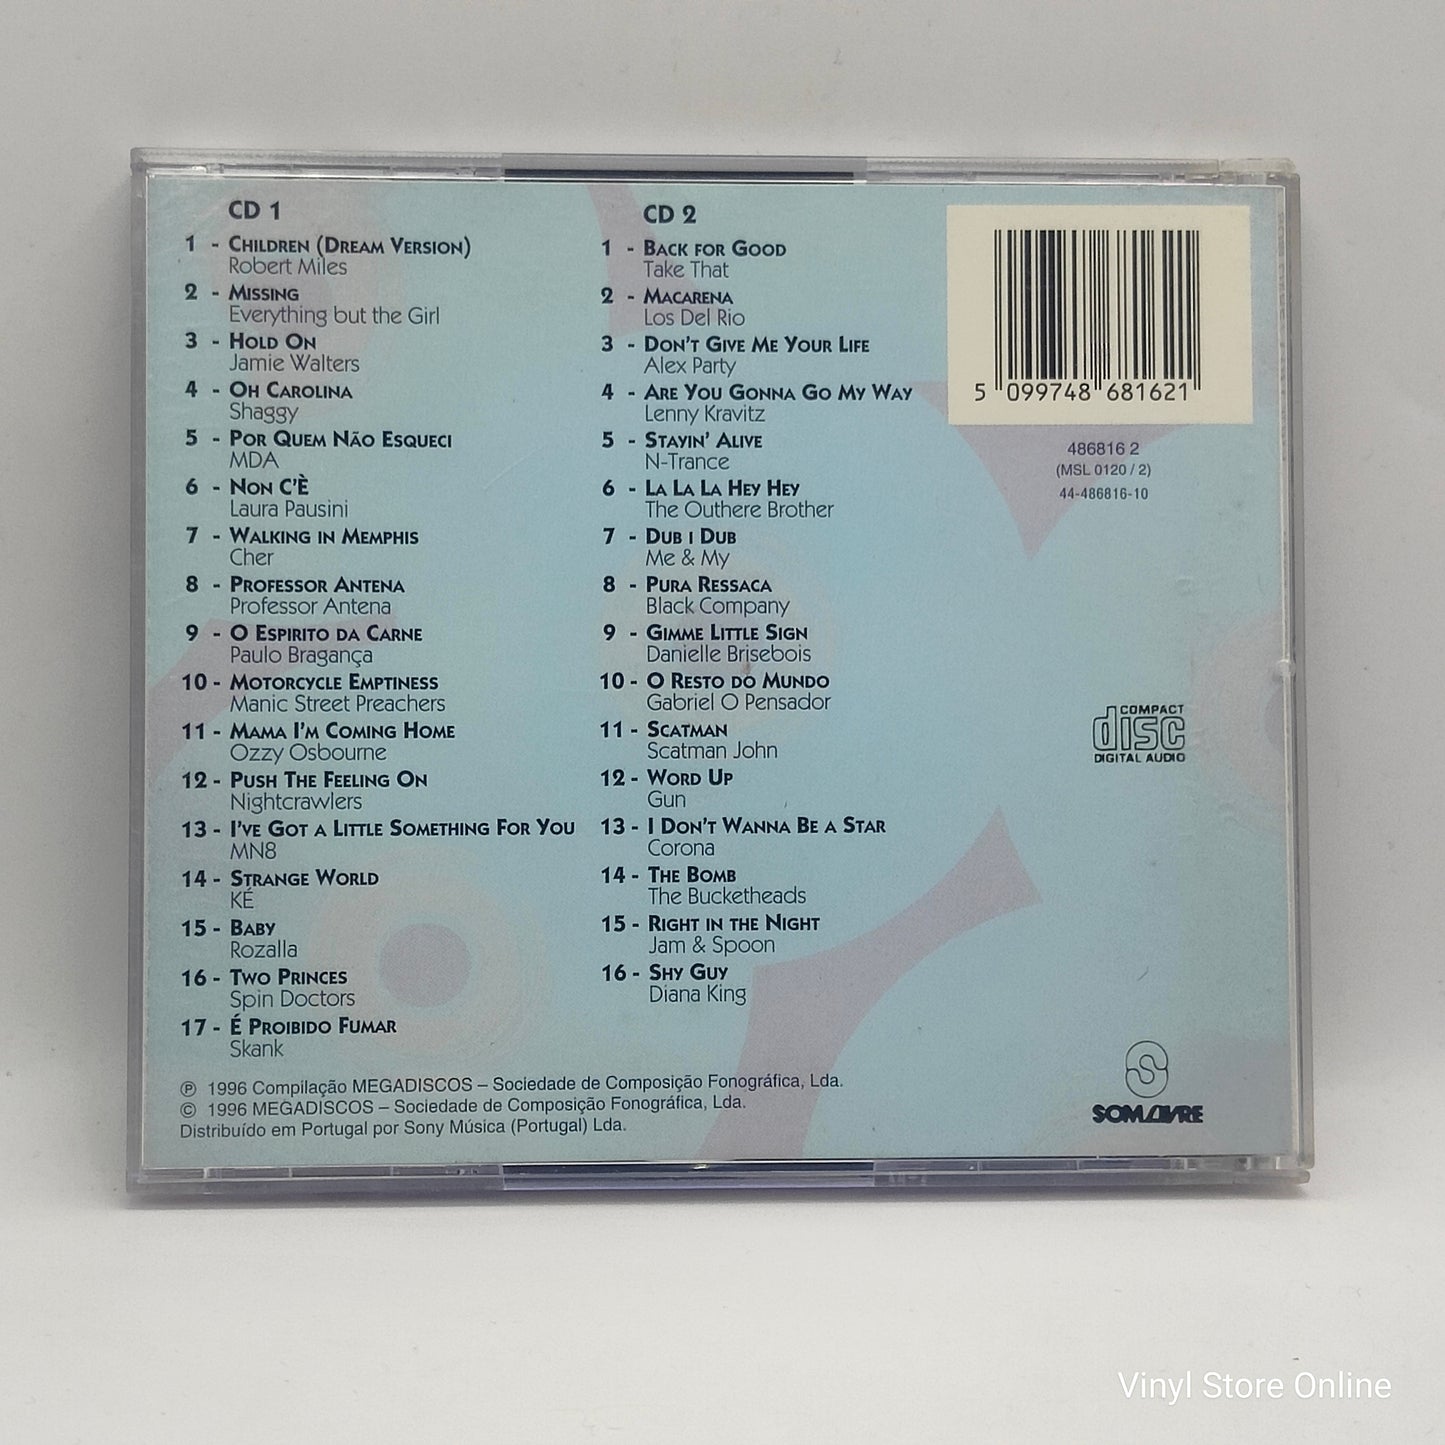 CD 1
1 - Children (Dream Version)
Robert Miles
2 - Missing
Everything but the Girl
3 - Hold On
Jamie Walters
4 - Oh Carolina
Shaggy
5 - Por Quem Não Esqueci
MDA
6 - Non C'È
Laura Pausini
7 - Walking in Memphis
Cher
8 - Professor Antena
Professor Antena
9 - O Espirito da Carne
Paulo Bragança
10 - Motorcycle Emptiness
Manic Street Preachers
11 - Mama I'm Coming Home
Ozzy Osbourne
12 - Push The Feeling On
Nightcrawlers
13 - I've Got a Little Something For You
MN8
14 - Strange World
KÉ
15 - Baby
Rozalla
16 - Two Princes
Spin Doctors
17 - É Proibido Fumar
Skank
CD 2
1 - Back for Good
Take That
2 - Macarena
Los Del Rio
3 - Don't Give Me Your Life
Alex Party
4 - Are You Gonna Go My Way
Lenny Kravitz
5 - Stayin' Alive
N-Trance
6 - La La La Hey Hey
The Outhere Brother
7 - Dub i Dub
Me & My
8 - Pura Ressaca
Black Company
9 - Gimme Little Sign
Danielle Brisebois
10 - O Resto do Mundo
Gabriel O Pensador
11 - Scatman
Scatman John
12 - Word Up
Gun
13 - I Don't Wanna Be a Star
Corona
14 - The Bomb
The Bucketheads
15 - Right in the Night
Jam & Spoon
16 - Shy Guy
Diana King
5 099748 681621
486816 2
(MSL 0120 / 2)
44-486816-10
COMPACT
disc
DIGITAL AUDIO
℗ 1996 Compilação MEGADISCOS – Sociedade de Composição Fonográfica, Lda.
© 1996 MEGADISCOS – Sociedade de Composição Fonográfica, Lda.
Distribuído em Portugal por Sony Música (Portugal) Lda.
SOMLIVRE
Vinyl Store Online